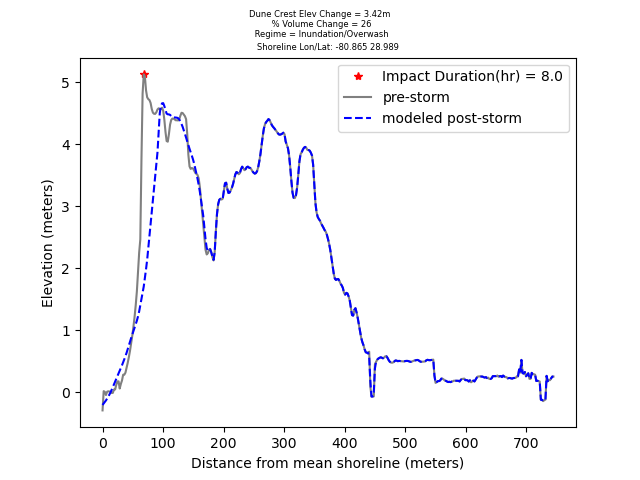 Dune Crest Elev Change = 3.42m
% Volume Change = 26
Regime = Inundation/Overwash
Shoreline Lon/Lat: -80.865 28.989
Impact Duration(hr) = 8.0
pre-storm
modeled post-storm
Elevation (meters)
5
4
3
2
1
0
0 100 200 300 400 500 600 700
Distance from mean shoreline (meters)